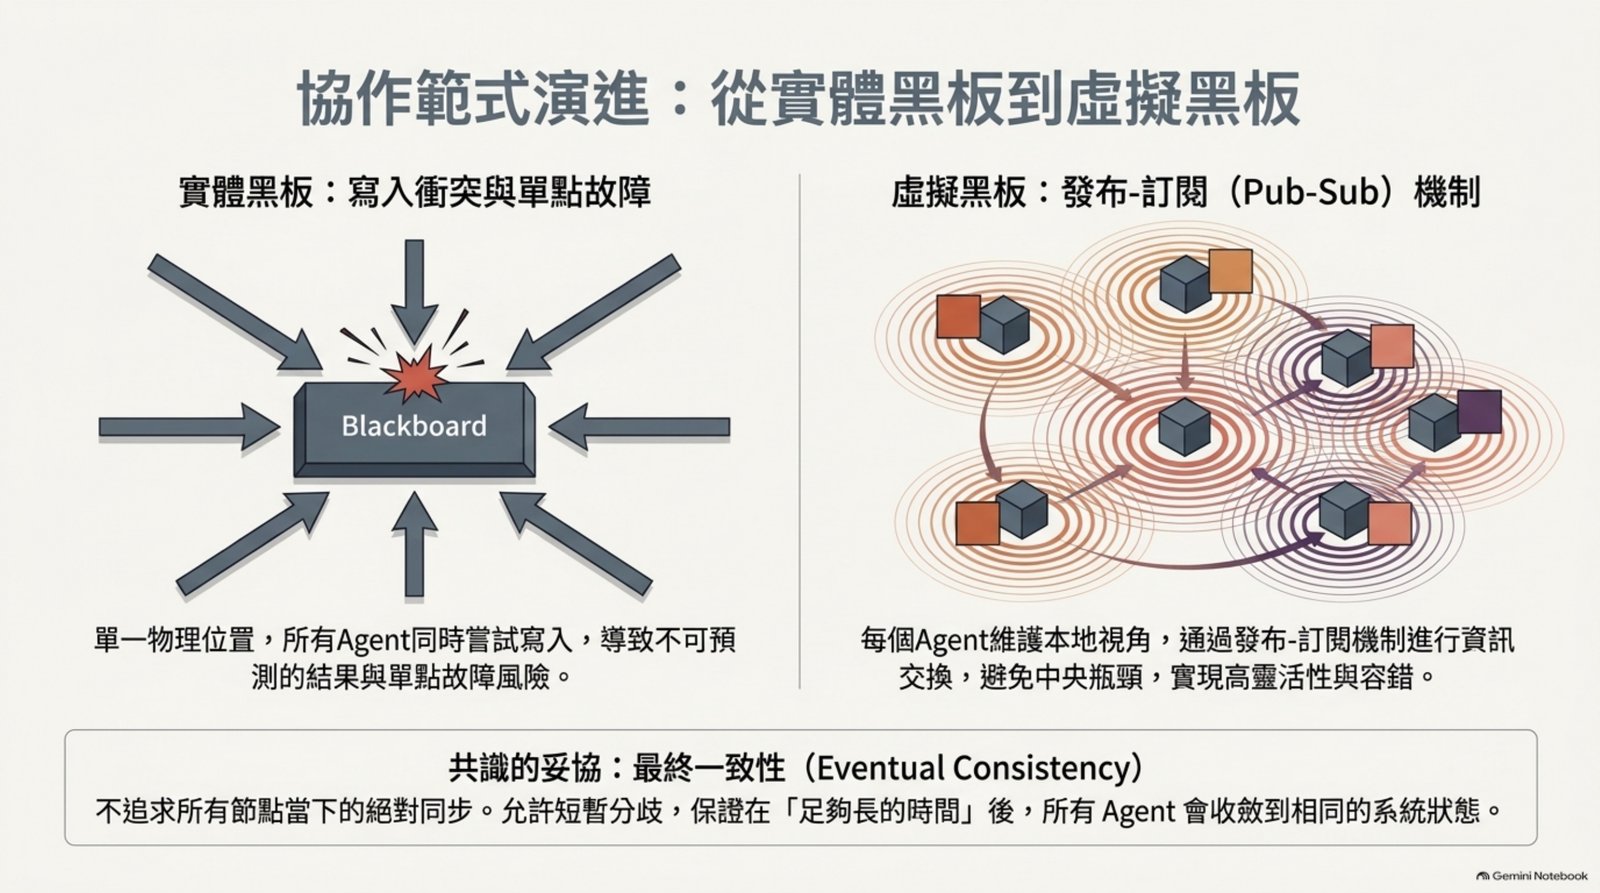 協作範式演進：從實體黑板到虛擬黑板
實體黑板：寫入衝突與單點故障
Blackboard
單一物理位置，所有Agent同時嘗試寫入，導致不可預
測的結果與單點故障風險。
虛擬黑板：發布-訂閱（Pub-Sub）機制
每個Agent維護本地視角，通過發布-訂閱機制進行資訊
交換，避免中央瓶頸，實現高靈活性與容錯。
共識的妥協：最終一致性（Eventual Consistency）
不追求所有節點當下的絕對同步。允許短暫分歧，保證在「足夠長的時間」後，所有 Agent 會收斂到相同的系統狀態。
Gemini Notebook